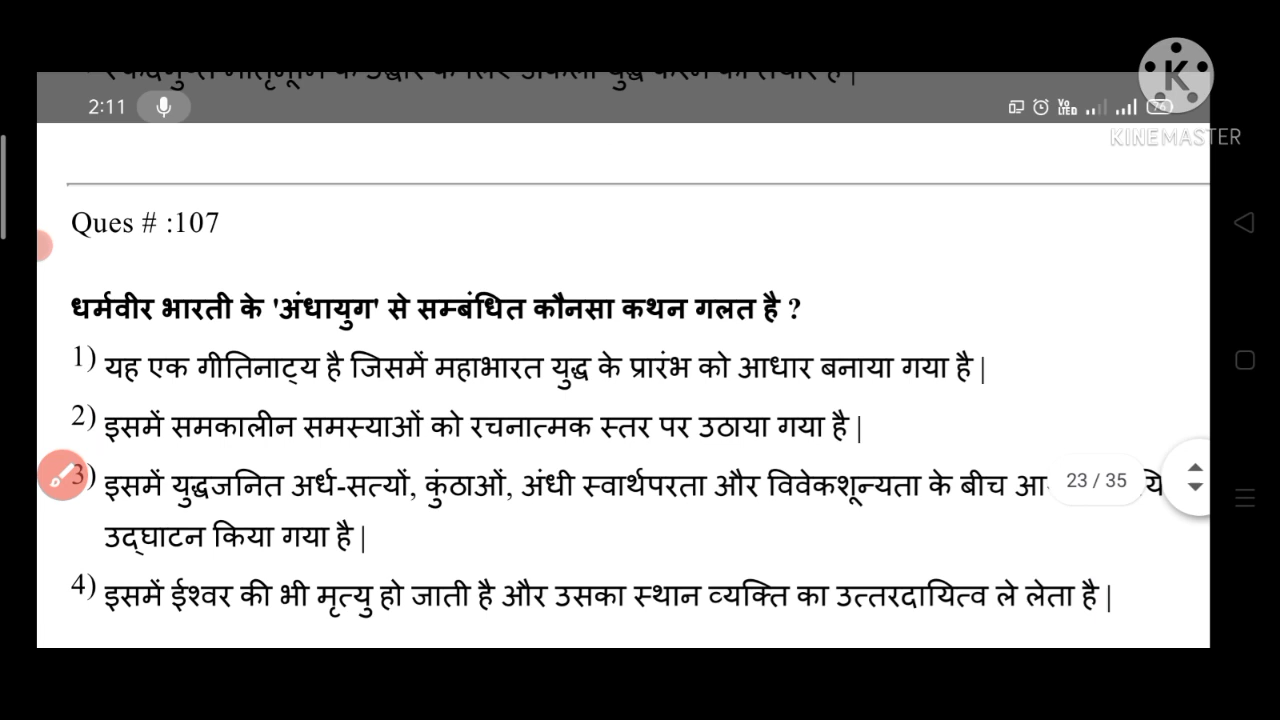 2:11
76
K
KINEMASTER
Ques # :107
धर्मवीर भारती के 'अंधायुग' से सम्बंधित कौनसा कथन गलत है ?
1) यह एक गीतिनाट्य है जिसमें महाभारत युद्ध के प्रारंभ को आधार बनाया गया है |
2) इसमें समकालीन समस्याओं को रचनात्मक स्तर पर उठाया गया है |
3) इसमें युद्धजनित अर्ध-सत्यों, कुंठाओं, अंधी स्वार्थपरता और विवेकशून्यता के बीच
23 / 35
उद्घाटन किया गया है |
4) इसमें ईश्वर की भी मृत्यु हो जाती है और उसका स्थान व्यक्ति का उत्तरदायित्व ले लेता है |